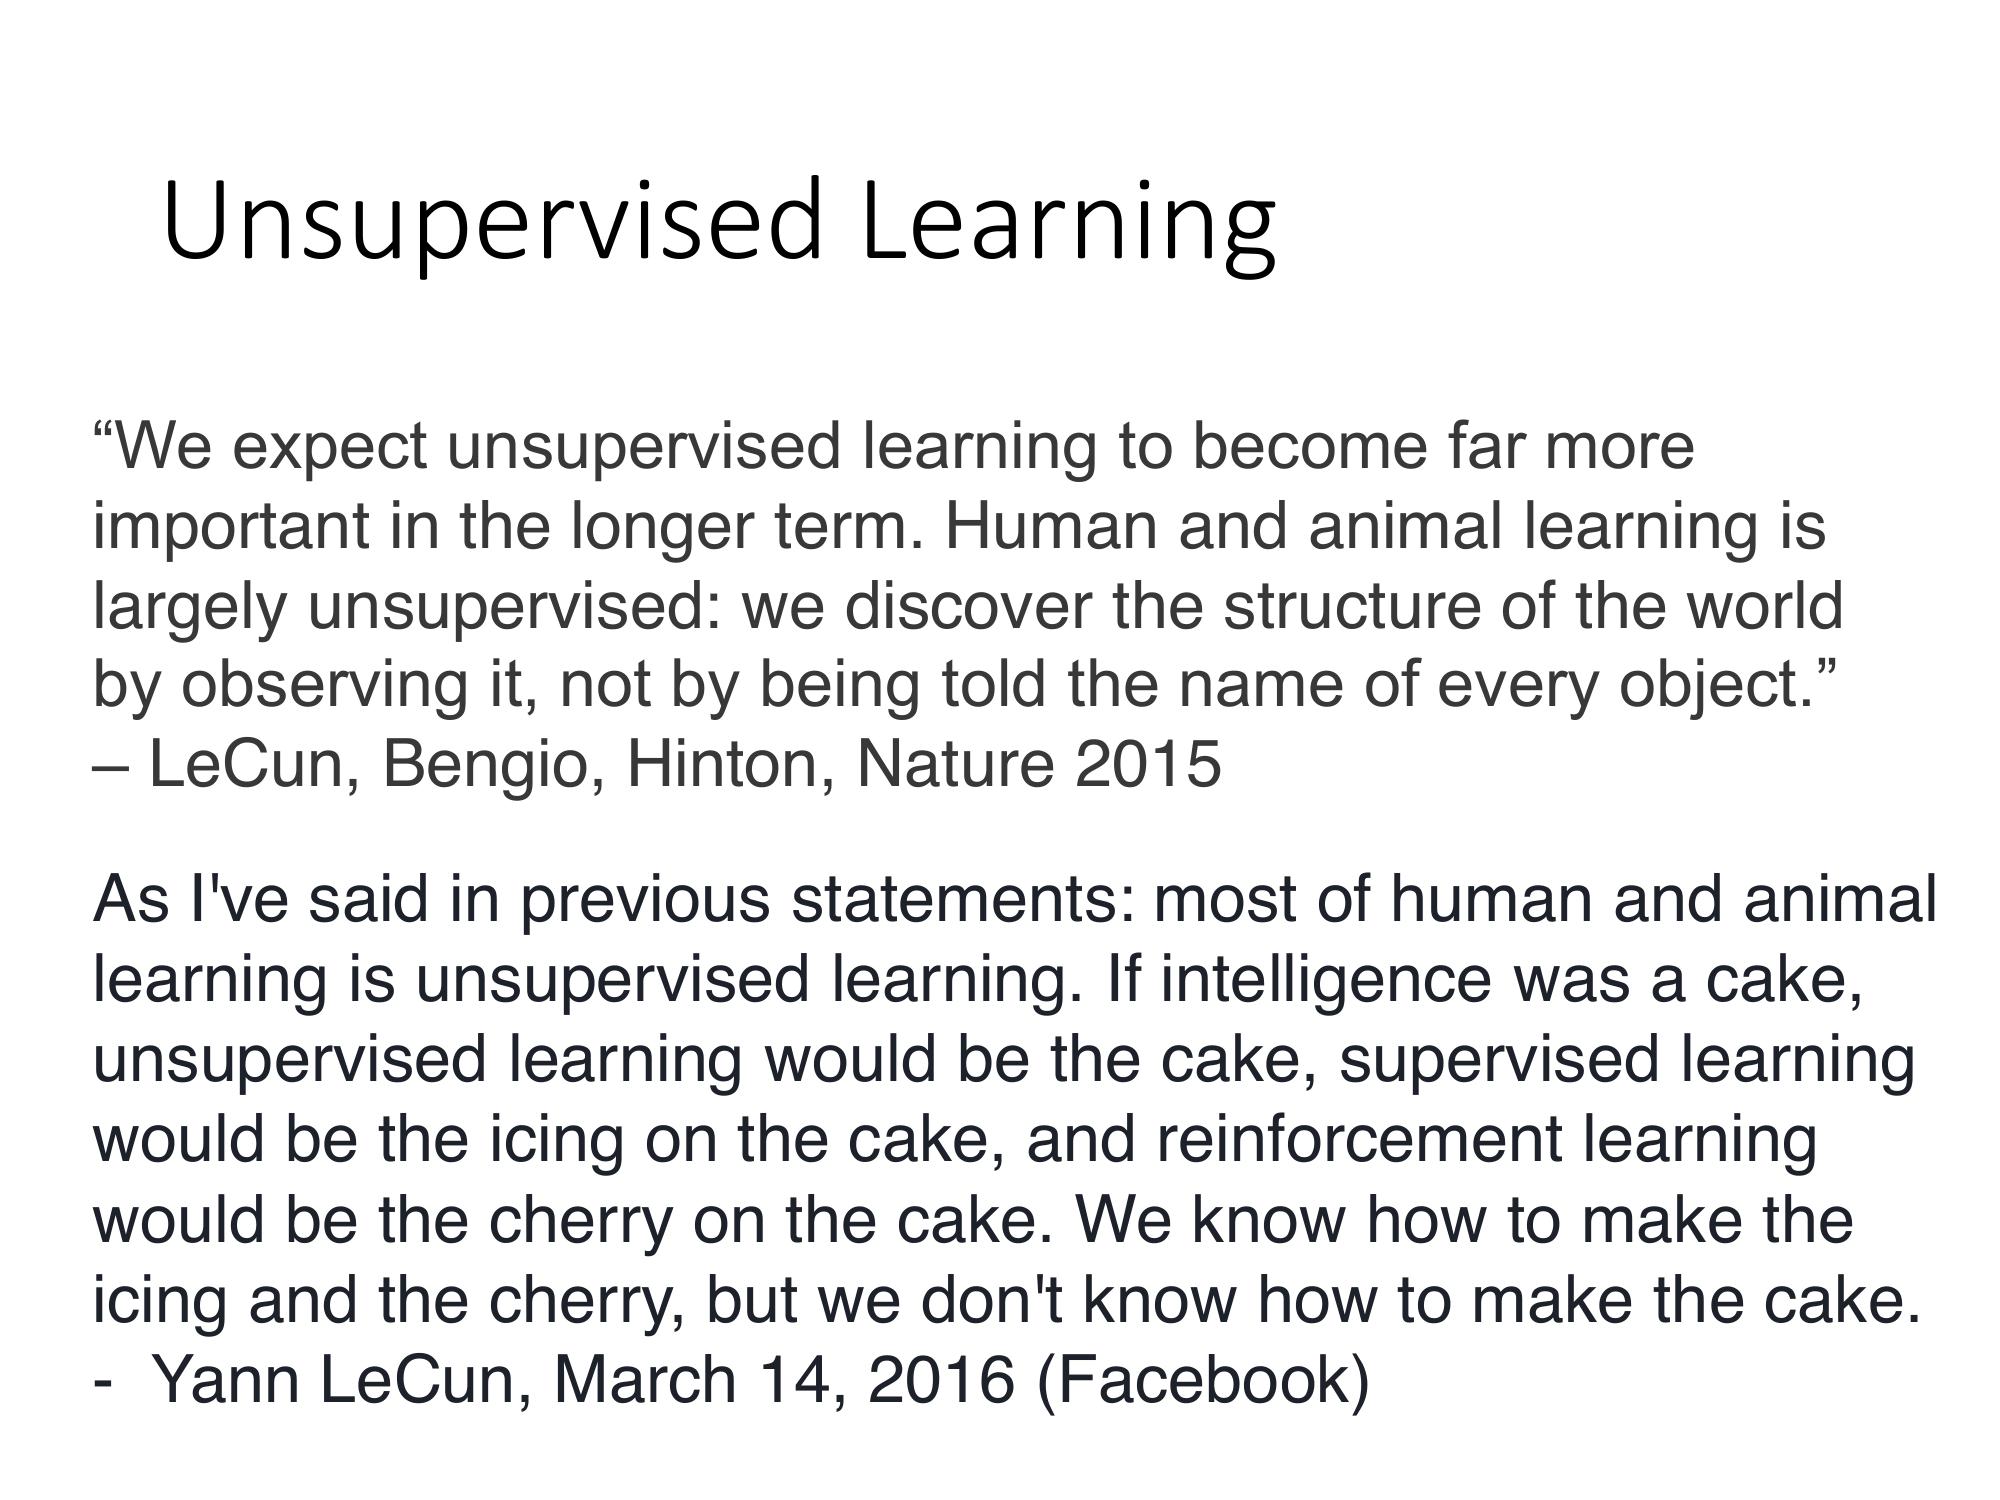 Unsupervised Learning
“We expect unsupervised learning to become far more
important in the longer term. Human and animal learning is
largely unsupervised: we discover the structure of the world
by observing it, not by being told the name of every object.”
– LeCun, Bengio, Hinton, Nature 2015
As I've said in previous statements: most of human and animal
learning is unsupervised learning. If intelligence was a cake,
unsupervised learning would be the cake, supervised learning
would be the icing on the cake, and reinforcement learning
would be the cherry on the cake. We know how to make the
icing and the cherry, but we don't know how to make the cake.
- Yann LeCun, March 14, 2016 (Facebook)